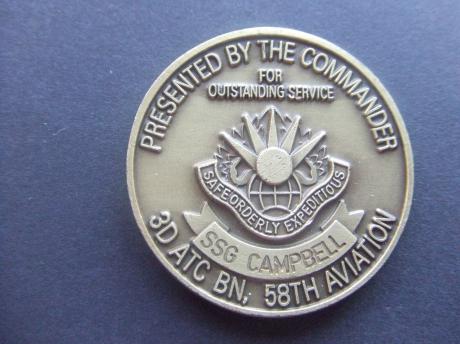 PRESENTED BY THE COMMANDER
FOR
OUTSTANDING SERVICE
SAFE ORDERLY EXPEDITIOUS
SSG CAMPBELL
3D ATC BN, 58TH AVIATION